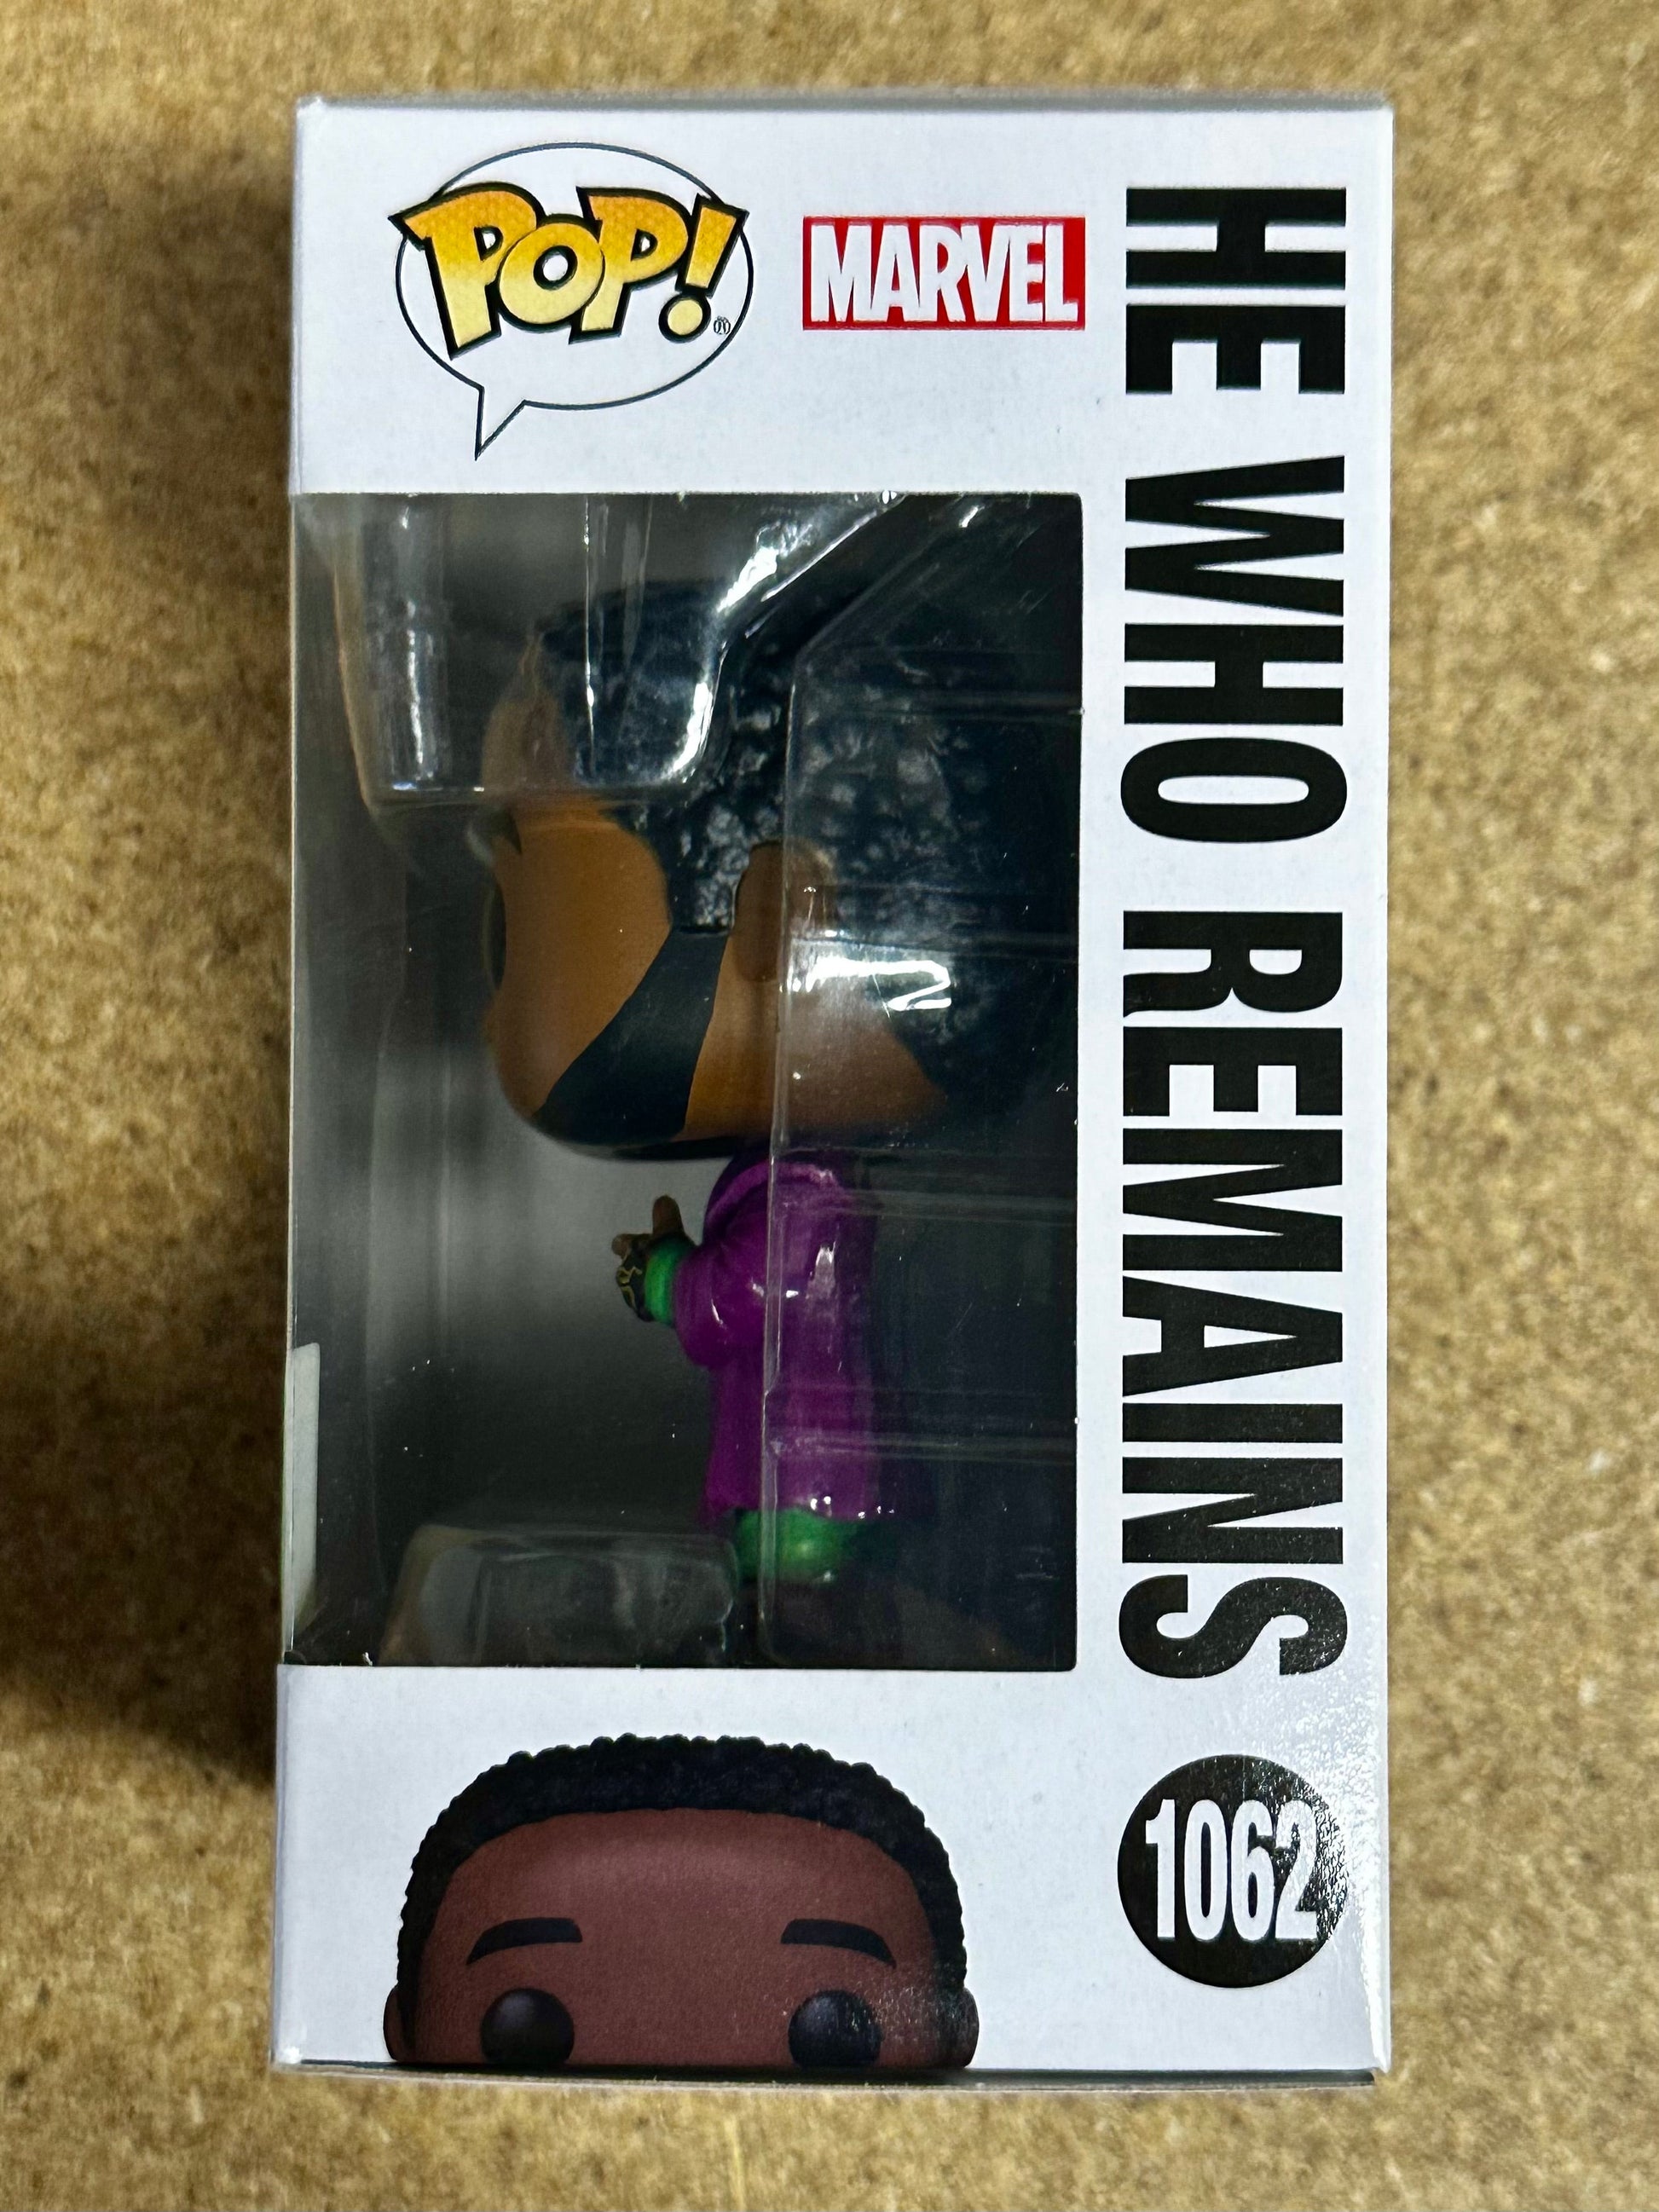 POP!
®
MARVEL
HE WHO REMAINS
1062